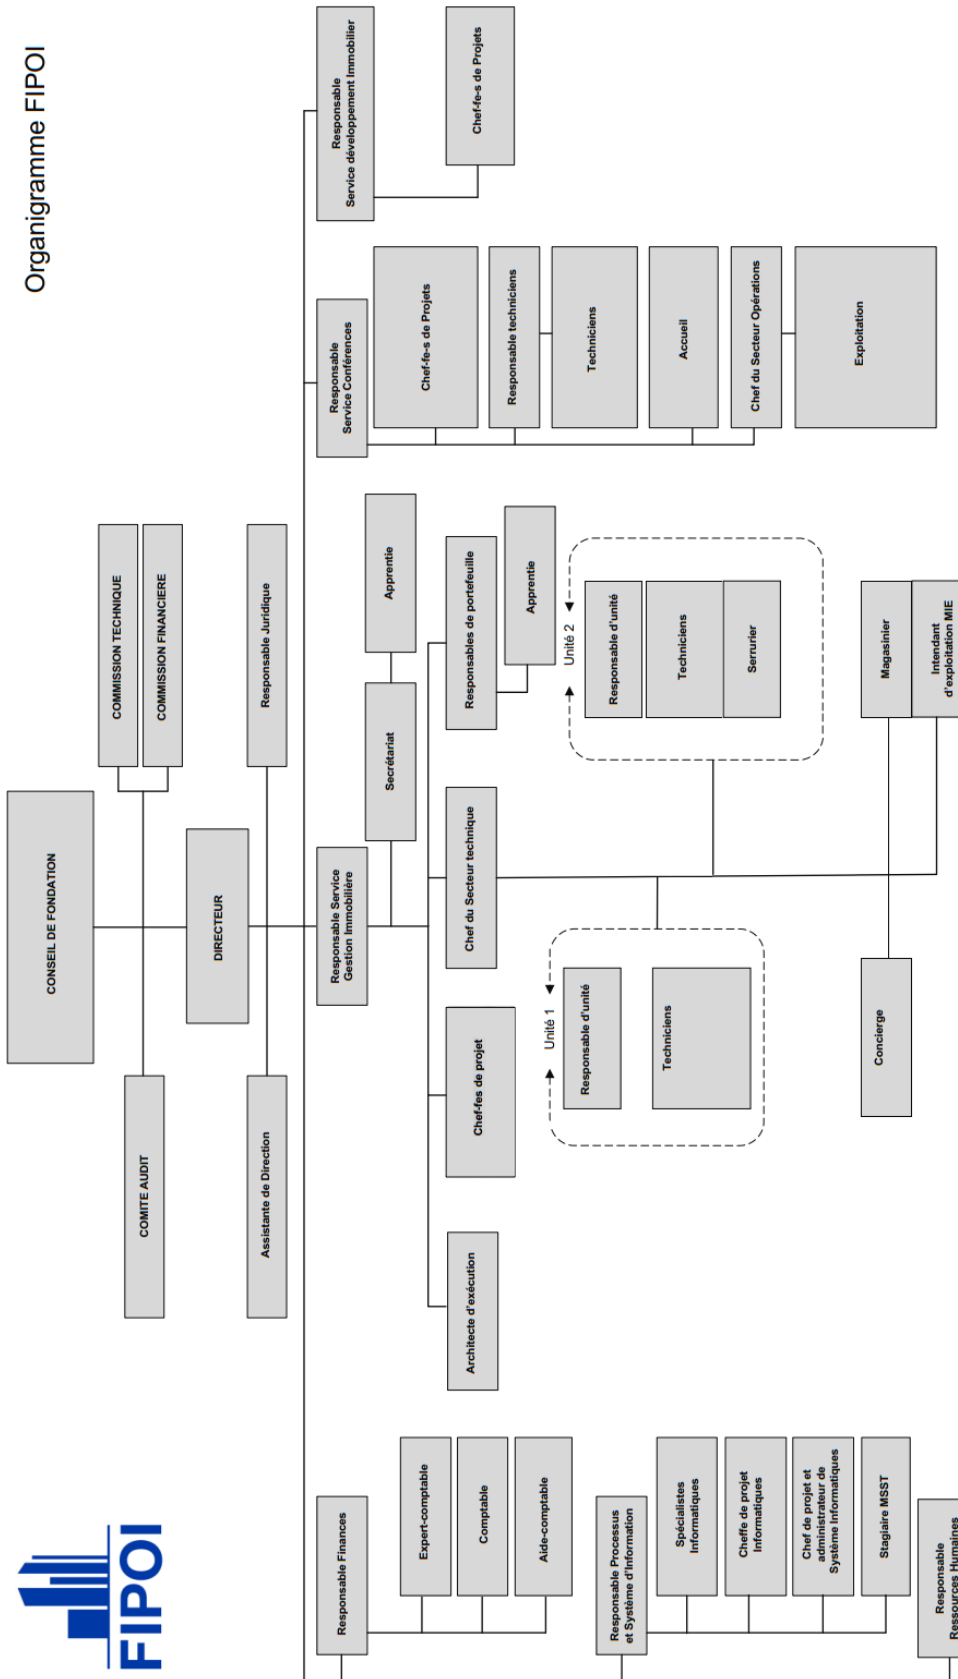 FIPOI
Organigramme FIPOI
CONSEIL DE FONDATION
COMITE AUDIT
COMMISSION TECHNIQUE
COMMISSION FINANCIERE
DIRECTEUR
Assistante de Direction
Responsable Juridique
Responsable Finances
Expert-comptable
Comptable
Aide-comptable
Responsable Processus
et Système d'Information
Spécialistes
Informatiques
Cheffe de projet
Informatiques
Chef de projet et
administrateur de
Système Informatiques
Stagiaire MSST
Responsable
Ressources Humaines
Responsable Service
Gestion Immobilière
Secrétariat
Apprentie
Architecte d'exécution
Chef-fes de projet
Chef du Secteur technique
Responsables de portefeuille
Apprentie
Unité 1
Responsable d'unité
Techniciens
Unité 2
Responsable d'unité
Techniciens
Serrurier
Concierge
Magasinier
Intendant
d'exploitation MIE
Responsable
Service Conférences
Chef-fe-s de Projets
Responsable techniciens
Techniciens
Accueil
Chef du Secteur Opérations
Exploitation
Responsable
Service développement Immobilier
Chef-fe-s de Projets